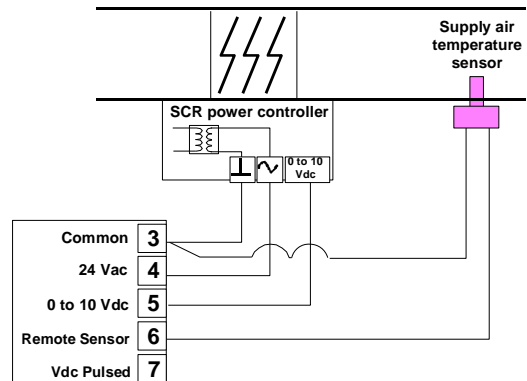 Supply air
temperature
sensor
SCR power controller
0 to 10
Vdc
Common 3
24 Vac 4
0 to 10 Vdc 5
Remote Sensor 6
Vdc Pulsed 7